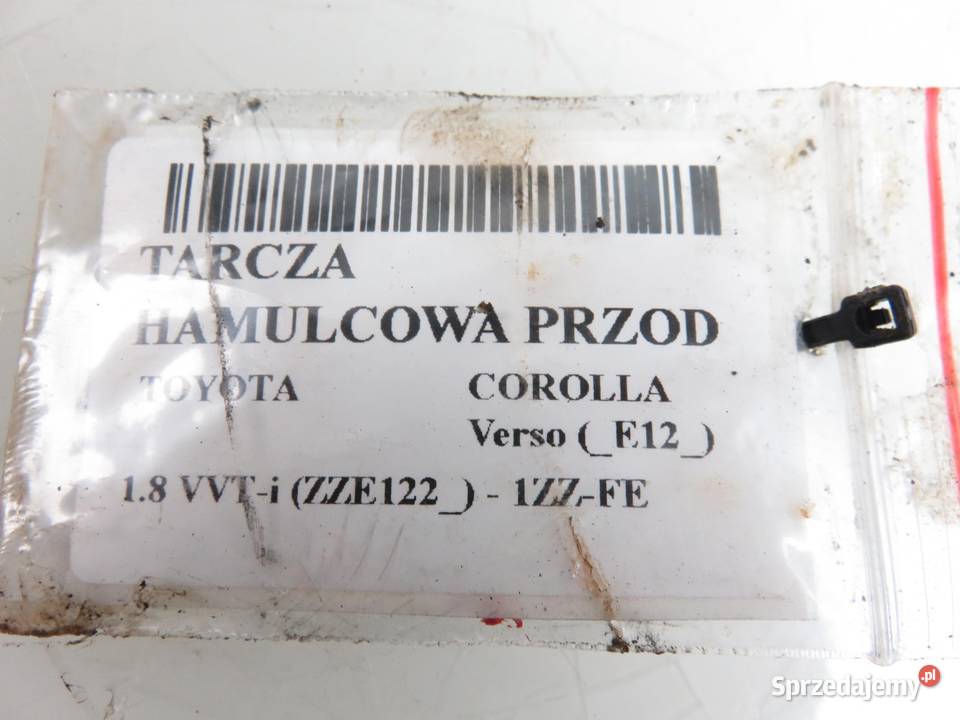 TARCZA
HAMULCOWA PRZOD
TOYOTA COROLLA
Verso (_E12_)
1.8 VVT-i (ZZE122_) - 1ZZ-FE
Sprzedajemy.pl